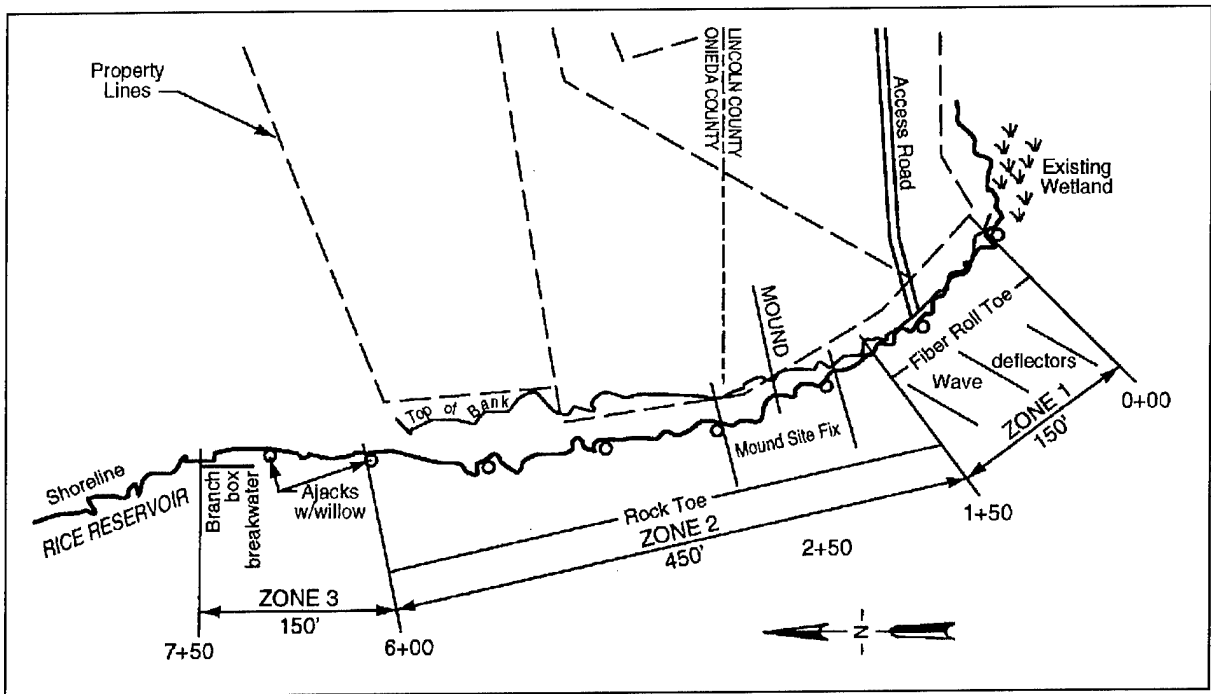 Property
Lines
LINCOLN COUNTY
ONIEDA COUNTY
Access Road
Existing
Wetland
MOUND
Fiber Roll Toe
Wave deflectors
ZONE 1
150'
0+00
Top of Bank
Mound Site Fix
Shoreline
RICE RESERVOIR
Branch
box
breakwater
Ajacks
w/willow
Rock Toe
ZONE 2
450'
2+50
1+50
ZONE 3
150'
7+50
6+00
N